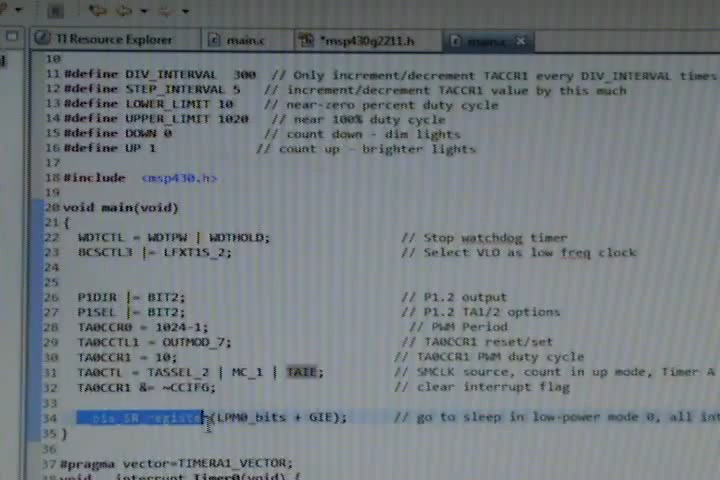 TI Resource Explorer main.c *msp430g2211.h main.c
10
11 #define DIV_INTERVAL 300 // Only increment/decrement TACCR1 every DIV_INTERVAL times
12 #define STEP_INTERVAL 5 // increment/decrement TACCR1 value by this much
13 #define LOWER_LIMIT 10 // near-zero percent duty cycle
14 #define UPPER_LIMIT 1020 // near 100% duty cycle
15 #define DOWN 0 // count down - dim lights
16 #define UP 1 // count up - brighter lights
17
18 #include <msp430.h>
19
20 void main(void)
21 {
22 WDTCTL = WDTPW | WDTHOLD; // Stop watchdog timer
23 BCSCTL3 |= LFXT1S_2; // Select VLO as low freq clock
24
25
26 P1DIR |= BIT2; // P1.2 output
27 P1SEL |= BIT2; // P1.2 TA1/2 options
28 TA0CCR0 = 1024-1; // PWM Period
29 TA0CCTL1 = OUTMOD_7; // TA0CCR1 reset/set
30 TA0CCR1 = 10; // TA0CCR1 PWM duty cycle
31 TA0CTL = TASSEL_2 | MC_1 | TAIE; // SMCLK source, count in up mode, Timer A
32 TA0CCR1 &= ~CCIFG; // clear interrupt flag
33
34 __bis_SR_register(LPM0_bits + GIE); // go to sleep in low-power mode 0, all int
35 }
36
37 #pragma vector=TIMERA1_VECTOR;
38 void __interrupt Timer0(void) {